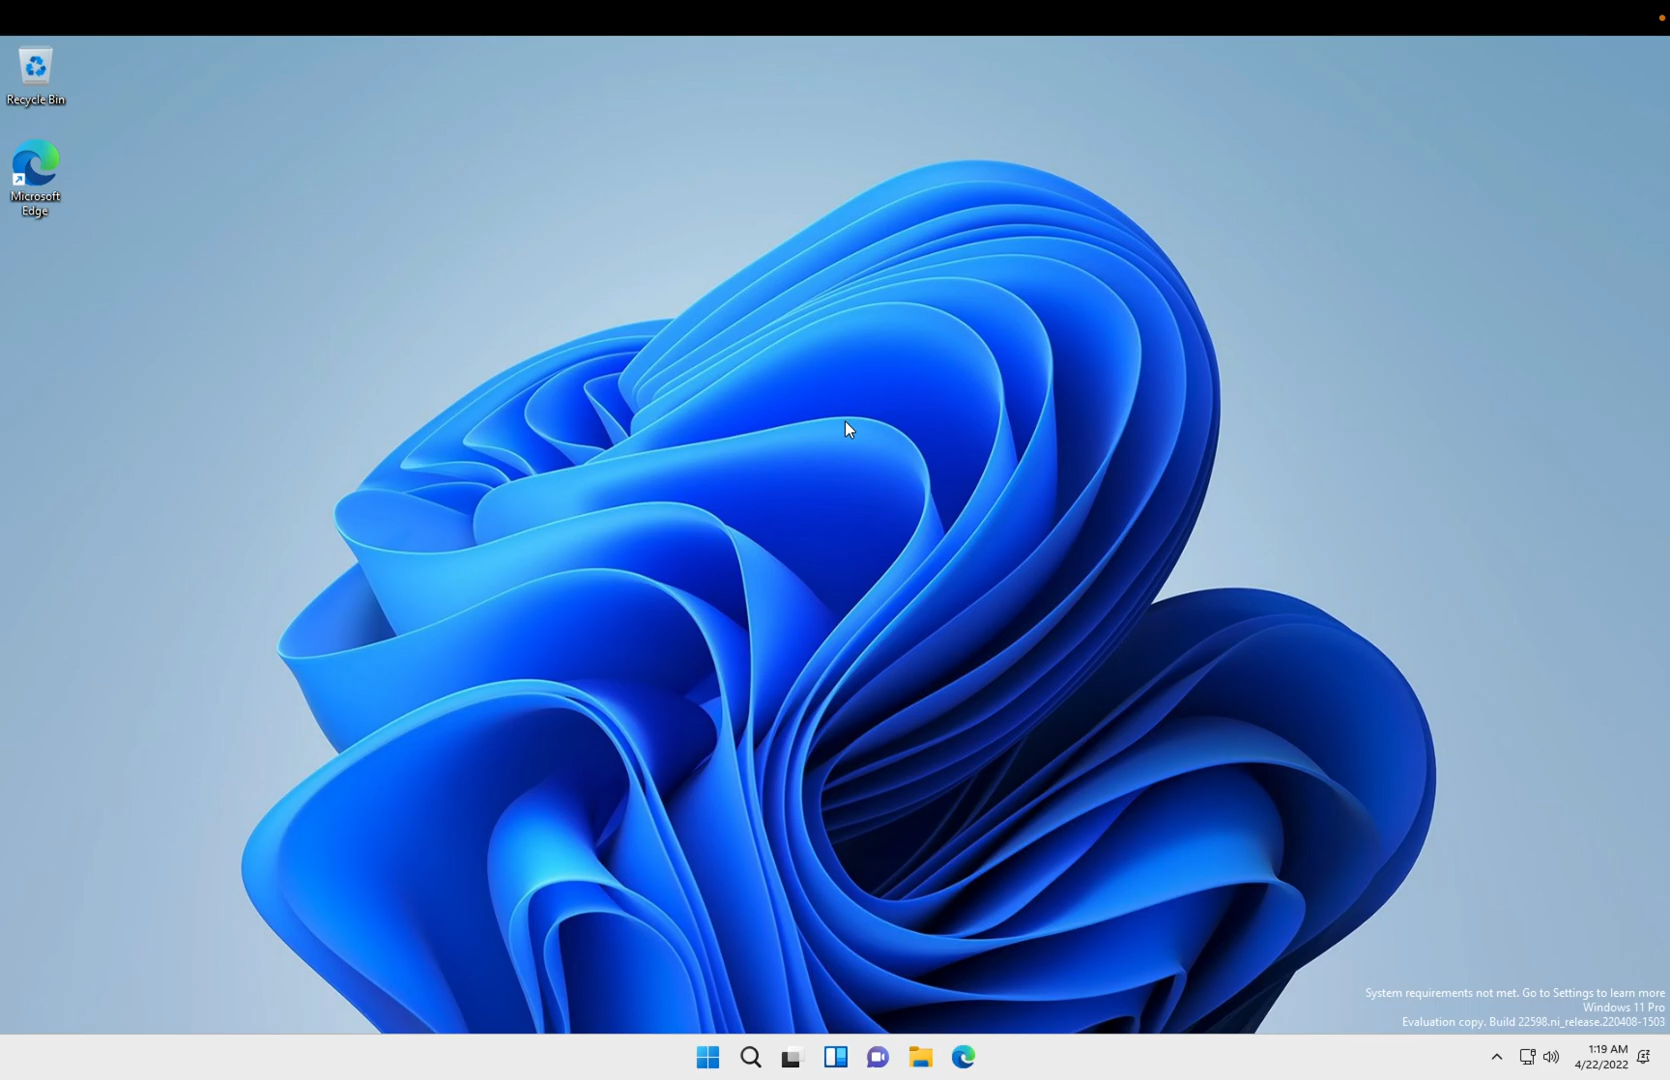 Recycle Bin
Microsoft
Edge
System requirements not met. Go to Settings to learn more
Windows 11 Pro
Evaluation copy. Build 22598.ni_release.220408-1503
1:19 AM
4/22/2022